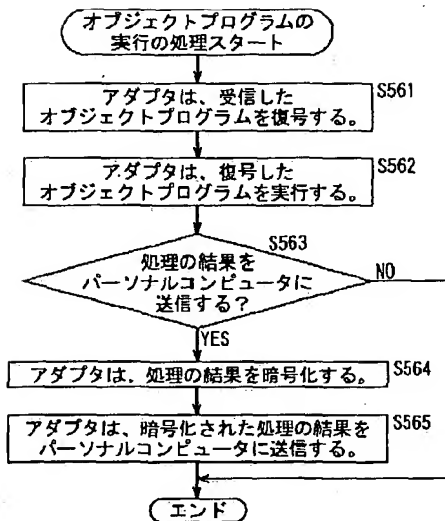 オブジェクトプログラムの
実行の処理スタート
アダプタは、受信した
オブジェクトプログラムを復号する。
S561
アダプタは、復号した
オブジェクトプログラムを実行する。
S562
S563
処理の結果を
パーソナルコンピュータに
送信する?
NO
YES
アダプタは、処理の結果を暗号化する。
S564
アダプタは、暗号化された処理の結果を
パーソナルコンピュータに送信する。
S565
エンド